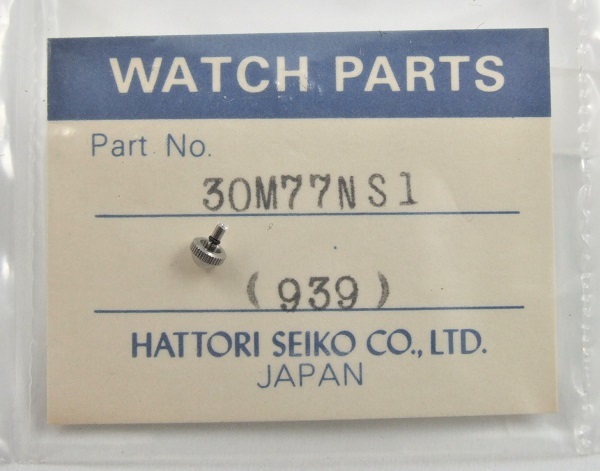 WATCH PARTS
Part No.
30M77NS1
(939)
HATTORI SEIKO CO., LTD.
JAPAN